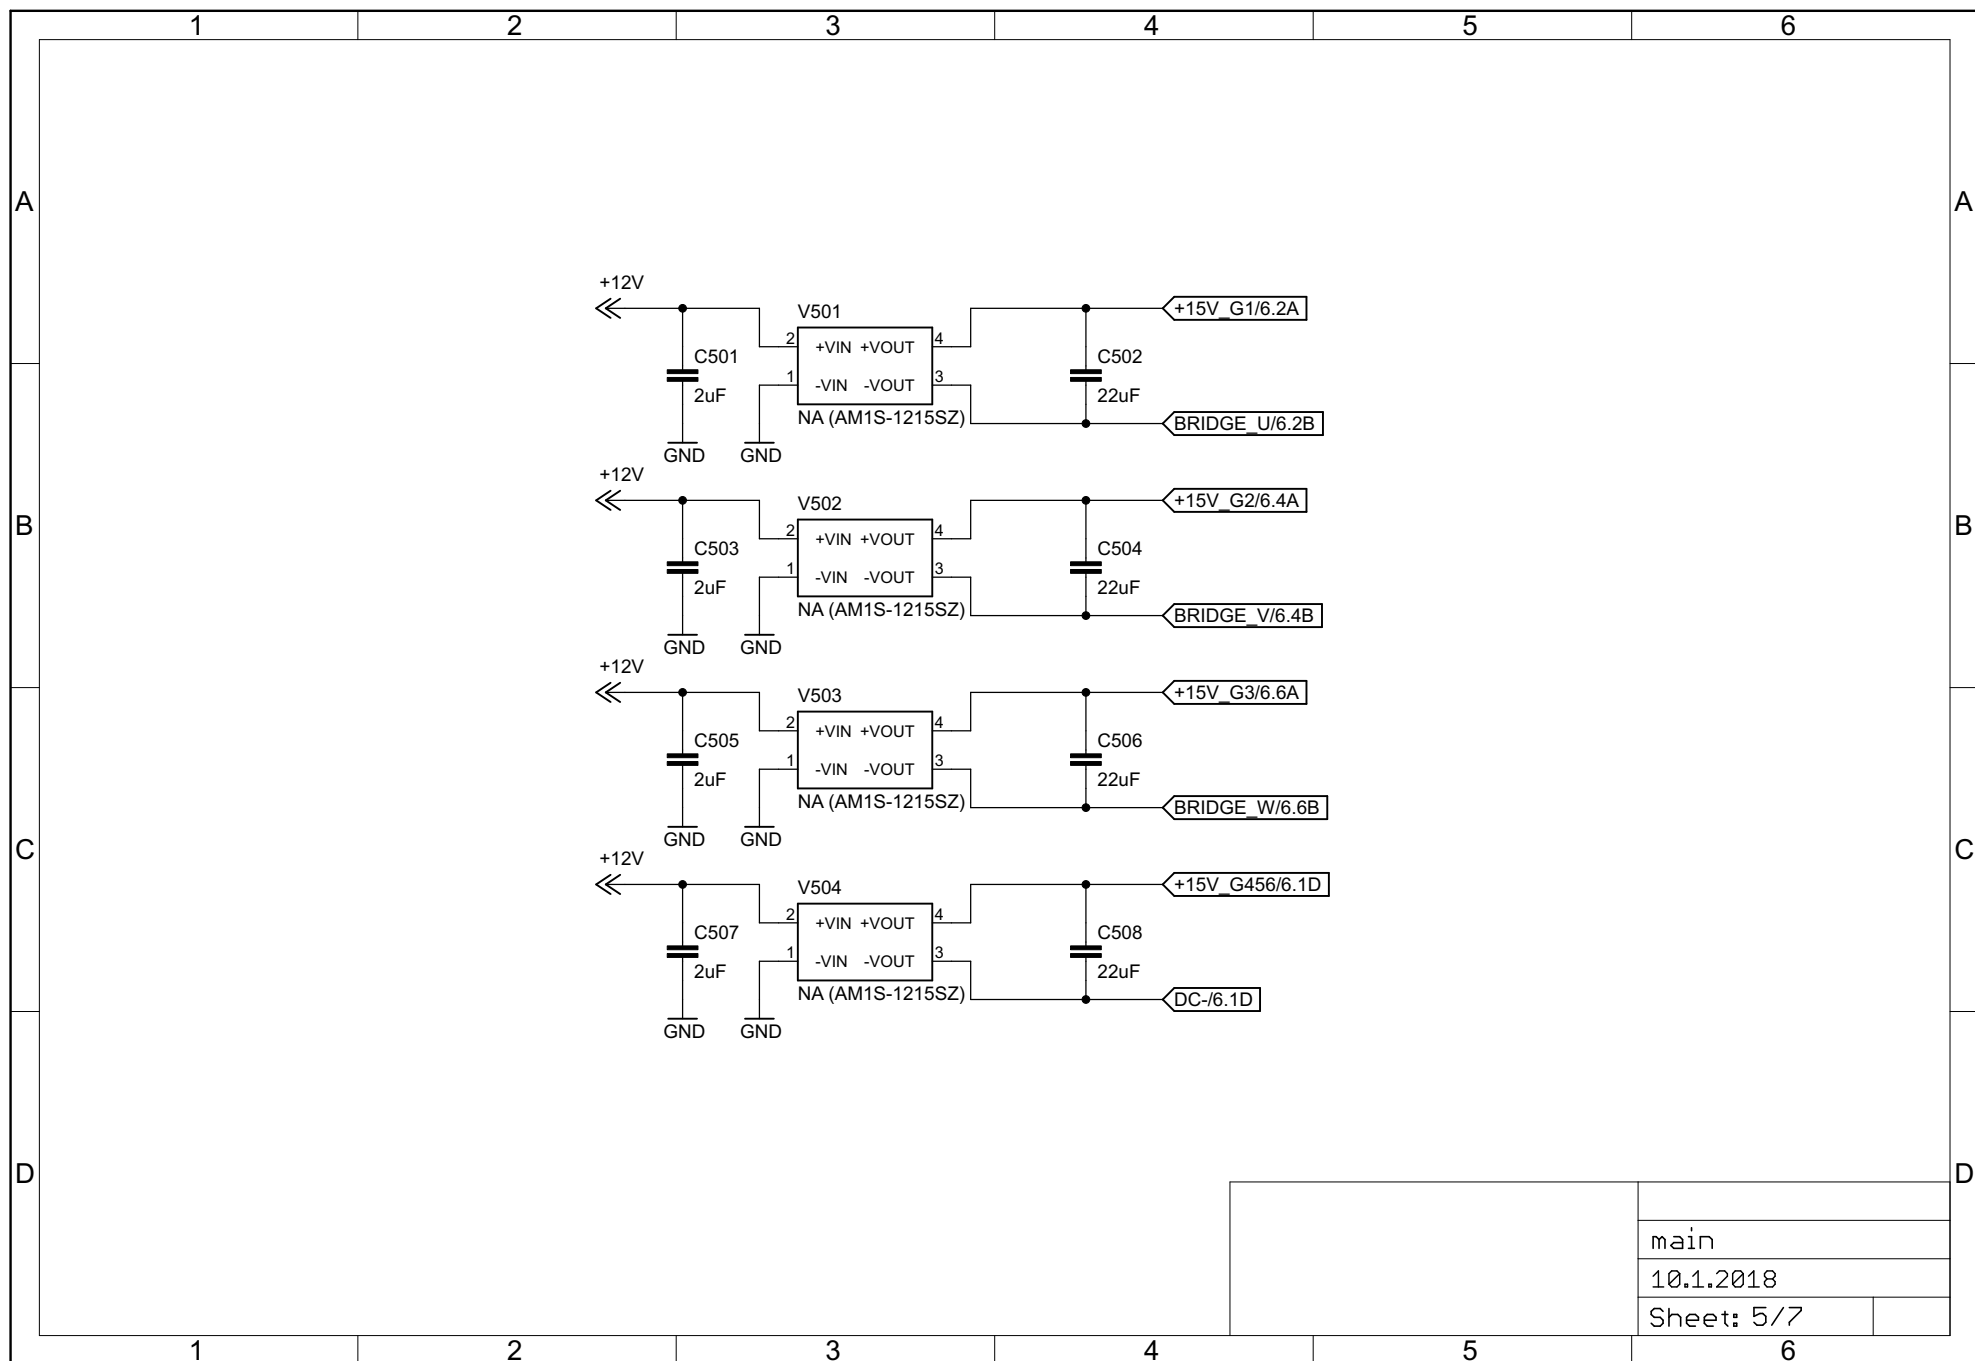 1 2 3 4 5 6
A A
+12V
V501
+15V_G1/6.2A
2 +VIN +VOUT 4
C501 C502
1 -VIN -VOUT 3
2uF 22uF
NA (AM1S-1215SZ)
BRIDGE_U/6.2B
GND GND
+12V
V502
+15V_G2/6.4A
B B
2 +VIN +VOUT 4
C503 C504
1 -VIN -VOUT 3
2uF 22uF
NA (AM1S-1215SZ)
BRIDGE_V/6.4B
GND GND
+12V
V503
+15V_G3/6.6A
2 +VIN +VOUT 4
C505 C506
1 -VIN -VOUT 3
2uF 22uF
NA (AM1S-1215SZ)
BRIDGE_W/6.6B
GND GND
C C
+12V
V504
+15V_G456/6.1D
2 +VIN +VOUT 4
C507 C508
1 -VIN -VOUT 3
2uF 22uF
NA (AM1S-1215SZ)
DC-/6.1D
GND GND
D D
main
10.1.2018
Sheet: 5/7
1 2 3 4 5 6